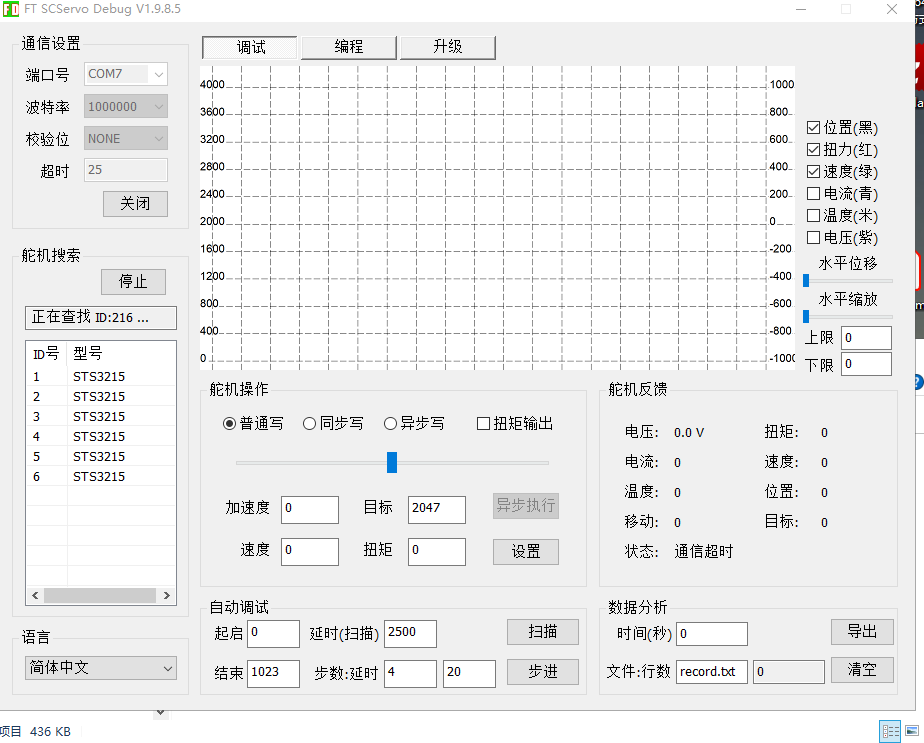 FT SCServo Debug V1.9.8.5
通信设置
端口号 COM7
波特率 1000000
校验位 NONE
超时 25
关闭
舵机搜索
停止
正在查找 ID:216 ...
ID号 型号
1 STS3215
2 STS3215
3 STS3215
4 STS3215
5 STS3215
6 STS3215
语言
简体中文
调试 编程 升级
4000 1000
3600 800
3200 600
2800 400
2400 200
2000 0
1600 -200
1200 -400
800 -600
400 -800
0 -1000
位置(黑)
扭力(红)
速度(绿)
电流(青)
温度(米)
电压(紫)
水平位移
水平缩放
上限 0
下限 0
舵机操作
普通写 同步写 异步写 扭矩输出
加速度 0 目标 2047 异步执行
速度 0 扭矩 0 设置
舵机反馈
电压: 0.0 V 扭矩: 0
电流: 0 速度: 0
温度: 0 位置: 0
移动: 0 目标: 0
状态: 通信超时
自动调试
起启 0 延时(扫描) 2500 扫描
结束 1023 步数:延时 4 20 步进
数据分析
时间(秒) 0 导出
文件:行数 record.txt 0 清空
项目 436 KB